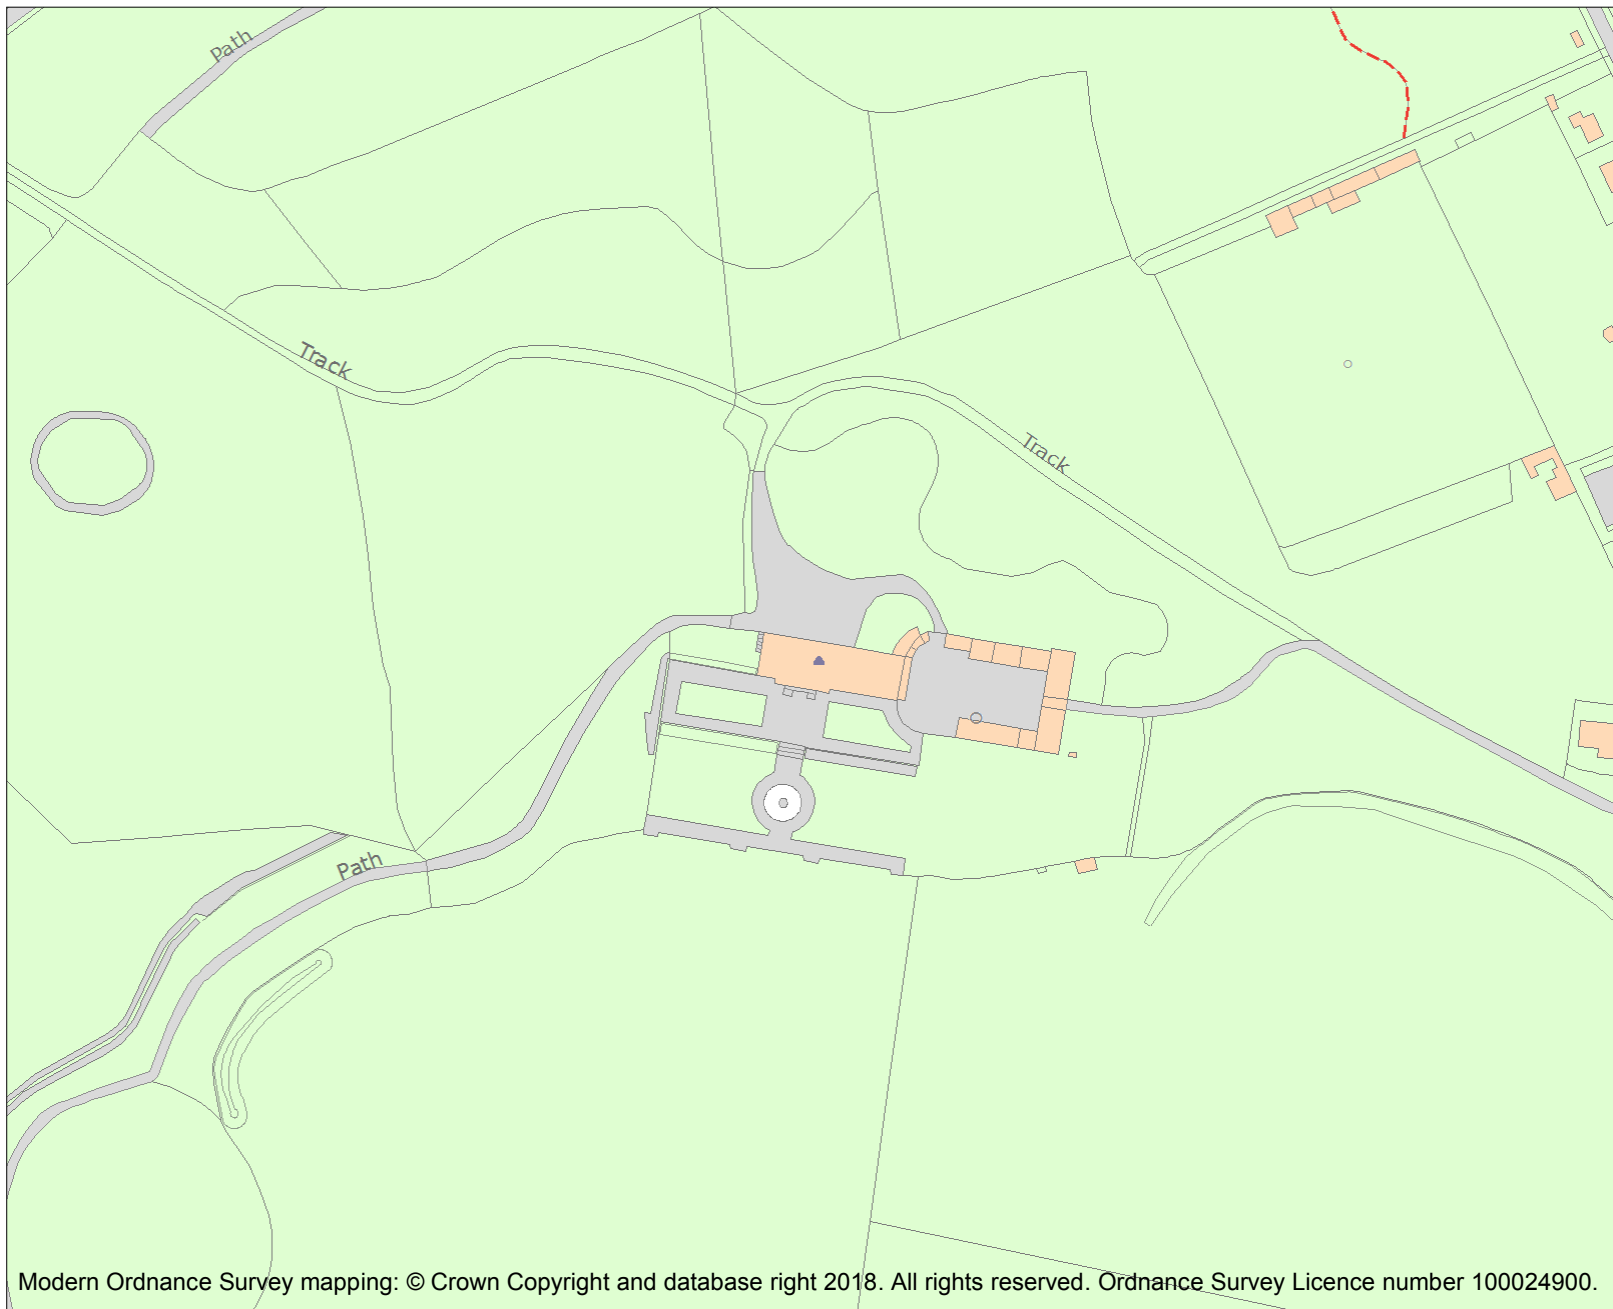 Path
Track
Track
Path
Modern Ordnance Survey mapping: © Crown Copyright and database right 2018. All rights reserved. Ordnance Survey Licence number 100024900.